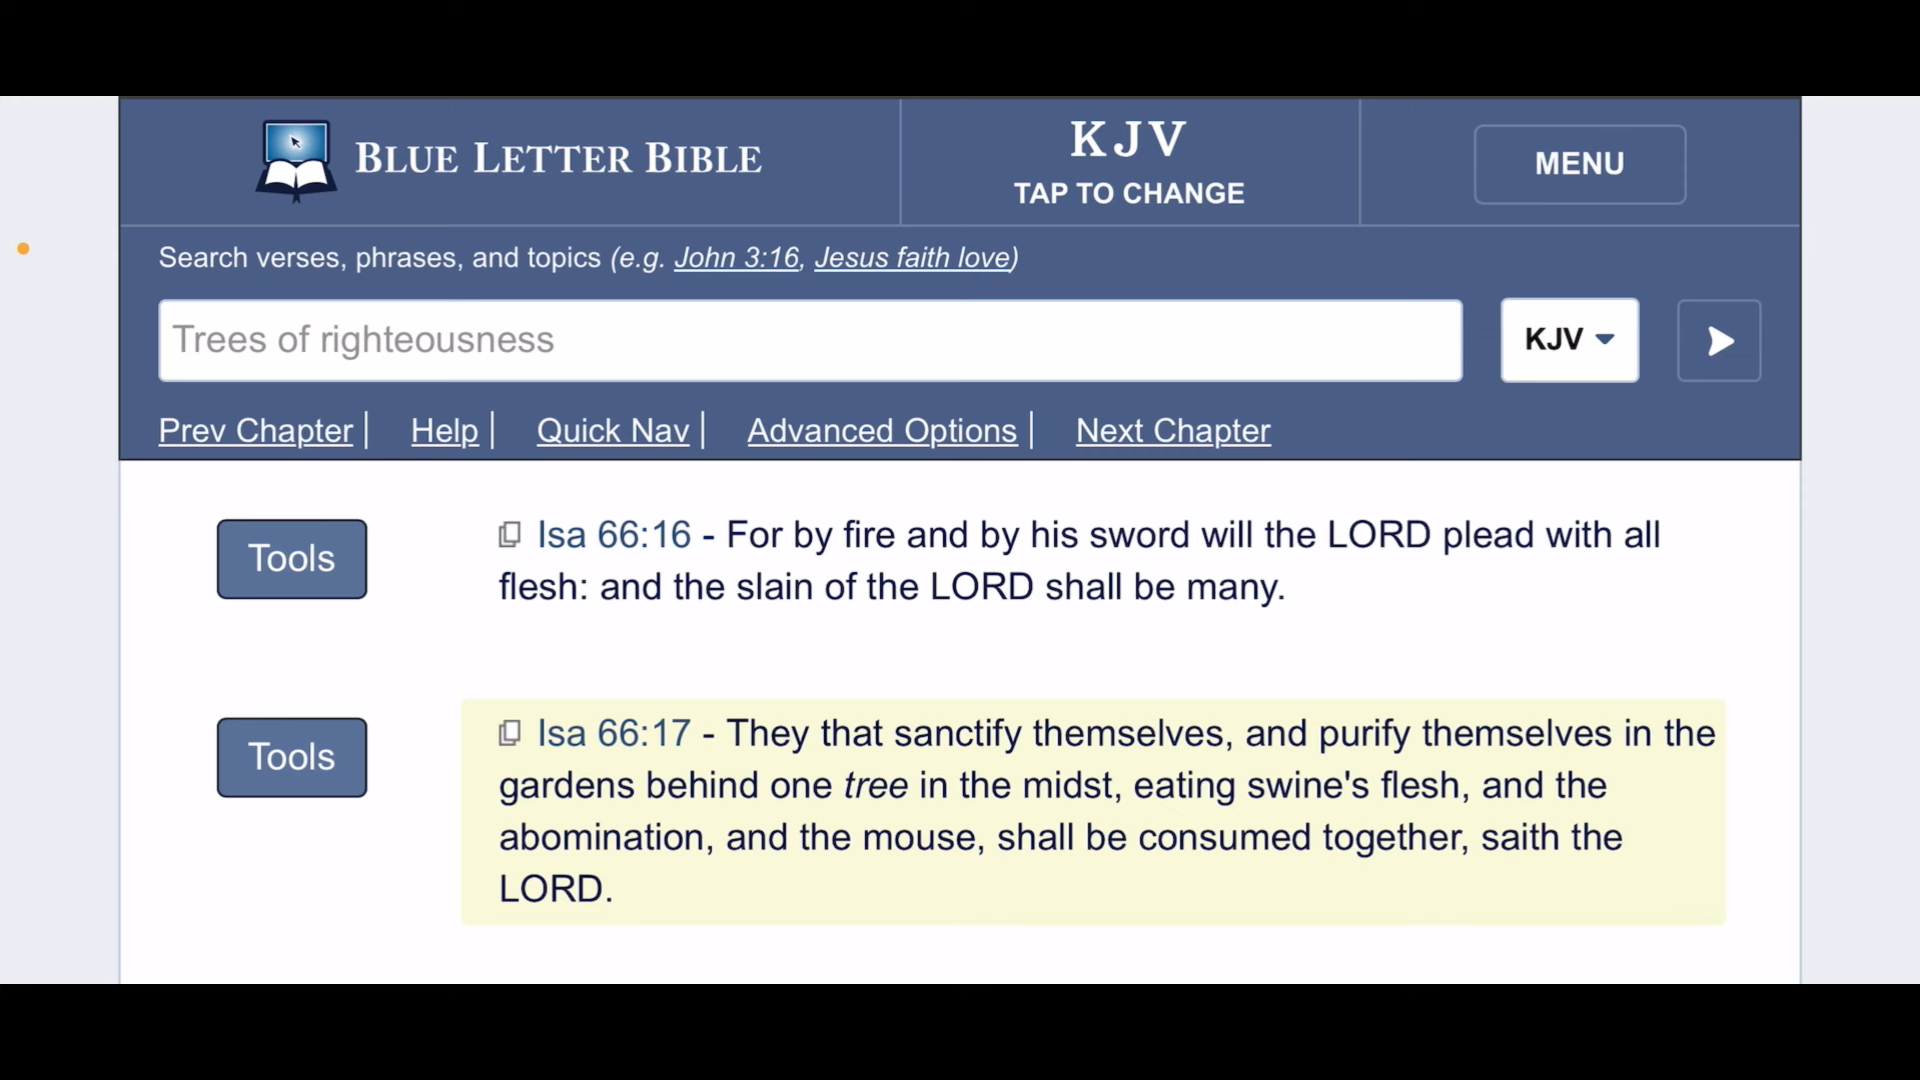 BLUE LETTER BIBLE
KJV
TAP TO CHANGE
MENU
Search verses, phrases, and topics (e.g. John 3:16, Jesus faith love)
Trees of righteousness
KJV
Prev Chapter | Help | Quick Nav | Advanced Options | Next Chapter
Tools
Isa 66:16 - For by fire and by his sword will the LORD plead with all
flesh: and the slain of the LORD shall be many.
Tools
Isa 66:17 - They that sanctify themselves, and purify themselves in the
gardens behind one tree in the midst, eating swine's flesh, and the
abomination, and the mouse, shall be consumed together, saith the
LORD.